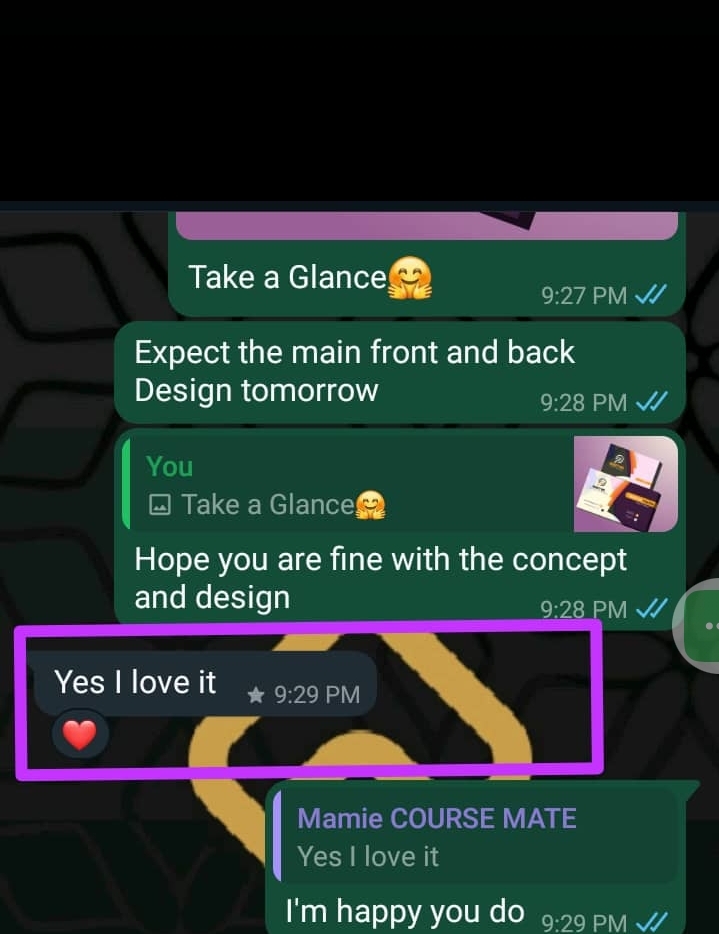 Take a Glance🤗
9:27 PM
Expect the main front and back
Design tomorrow
9:28 PM
You
Take a Glance🤗
Hope you are fine with the concept
and design
9:28 PM
Yes I love it
9:29 PM
❤️
Mamie COURSE MATE
Yes I love it
I'm happy you do
9:29 PM